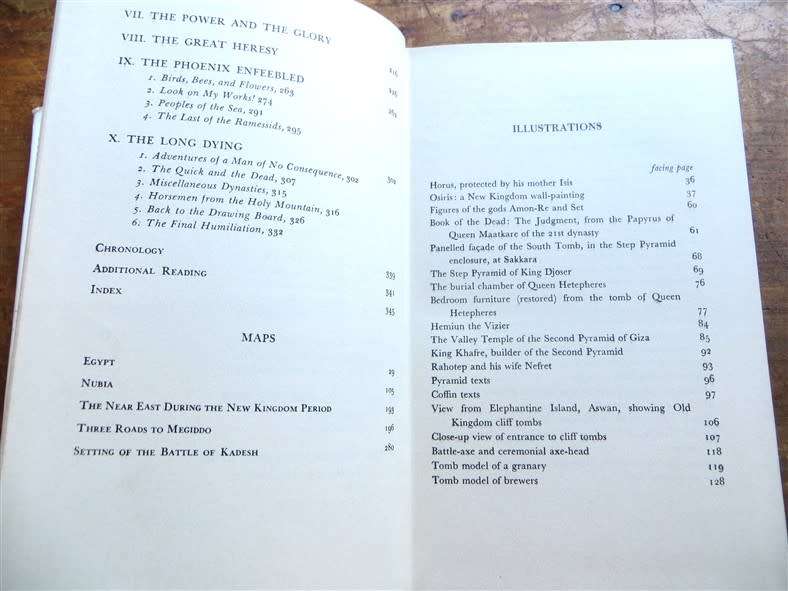 VII. THE POWER AND THE GLORY 215
VIII. THE GREAT HERESY
IX. THE PHOENIX ENFEEBLED 263
1. Birds, Bees, and Flowers, 263
2. Look on My Works! 274
3. Peoples of the Sea, 291
4. The Last of the Ramessids, 295
X. THE LONG DYING 302
1. Adventures of a Man of No Consequence, 302
2. The Quick and the Dead, 307
3. Miscellaneous Dynasties, 315
4. Horsemen from the Holy Mountain, 316
5. Back to the Drawing Board, 326
6. The Final Humiliation, 332
CHRONOLOGY 339
ADDITIONAL READING 341
INDEX 345
MAPS
EGYPT 29
NUBIA 105
THE NEAR EAST DURING THE NEW KINGDOM PERIOD 193
THREE ROADS TO MEGIDDO 196
SETTING OF THE BATTLE OF KADESH 280
ILLUSTRATIONS
facing page
Horus, protected by his mother Isis 36
Osiris: a New Kingdom wall-painting 37
Figures of the gods Amon-Re and Set 60
Book of the Dead: The Judgment, from the Papyrus of
Queen Maatkare of the 21st dynasty 61
Panelled façade of the South Tomb, in the Step Pyramid
enclosure, at Sakkara 68
The Step Pyramid of King Djoser 69
The burial chamber of Queen Hetepheres 76
Bedroom furniture (restored) from the tomb of Queen
Hetepheres 77
Hemiun the Vizier 84
The Valley Temple of the Second Pyramid of Giza 85
King Khafre, builder of the Second Pyramid 92
Rahotep and his wife Nefret 93
Pyramid texts 96
Coffin texts 97
View from Elephantine Island, Aswan, showing Old
Kingdom cliff tombs 106
Close-up view of entrance to cliff tombs 107
Battle-axe and ceremonial axe-head 118
Tomb model of a granary 119
Tomb model of brewers 128